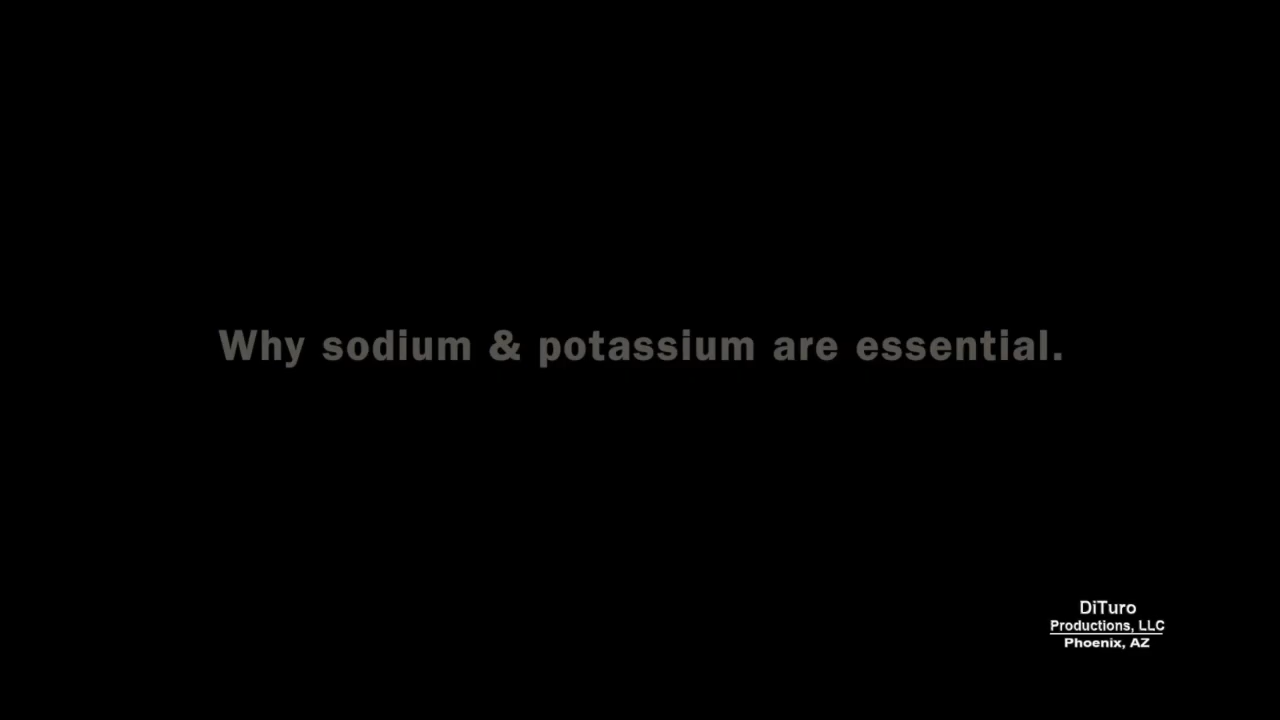 Why sodium & potassium are essential.
DiTuro
Productions, LLC
Phoenix, AZ